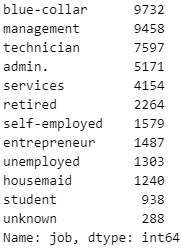 blue-collar 9732
management 9458
technician 7597
admin. 5171
services 4154
retired 2264
self-employed 1579
entrepreneur 1487
unemployed 1303
housemaid 1240
student 938
unknown 288
Name: job, dtype: int64